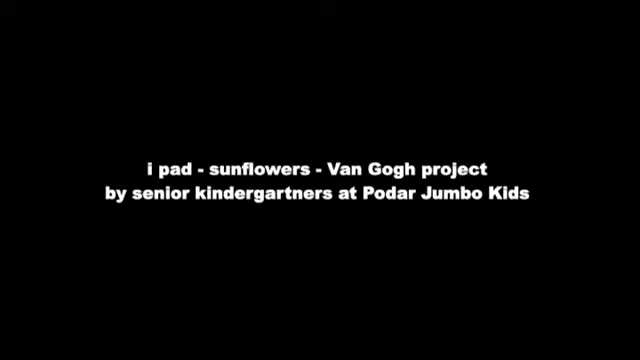 i pad - sunflowers - Van Gogh project
by senior kindergartners at Podar Jumbo Kids